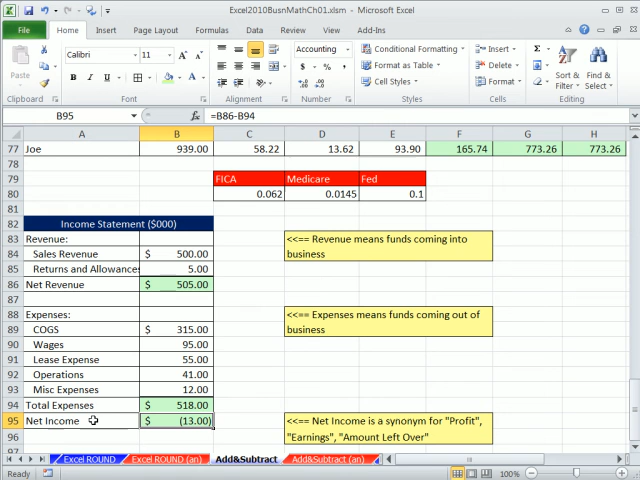 Excel2010BusnMathCh01.xlsm - Microsoft Excel
File Home Insert Page Layout Formulas Data Review View Add-Ins
Paste Calibri 11 Accounting Conditional Formatting Insert Sort & Filter Find & Select
Format as Table Delete
Cell Styles Format
Clipboard Font Alignment Number Styles Cells Editing
B95 fx =B86-B94
A B C D E F G H
77 Joe 939.00 58.22 13.62 93.90 165.74 773.26 773.26
78
79 FICA Medicare Fed
80 0.062 0.0145 0.1
81
82 Income Statement ($000)
83 Revenue: <<== Revenue means funds coming into
84 Sales Revenue $ 500.00 business
85 Returns and Allowances 5.00
86 Net Revenue $ 505.00
87
88 Expenses: <<== Expenses means funds coming out of
89 COGS $ 315.00 business
90 Wages 95.00
91 Lease Expense 55.00
92 Operations 41.00
93 Misc Expenses 12.00
94 Total Expenses $ 518.00
95 Net Income $ (13.00) <<== Net Income is a synonym for "Profit",
96 "Earnings", "Amount Left Over"
Excel ROUND Excel ROUND (an) Add&Subtract Add&Subtract (an)
Ready 100%